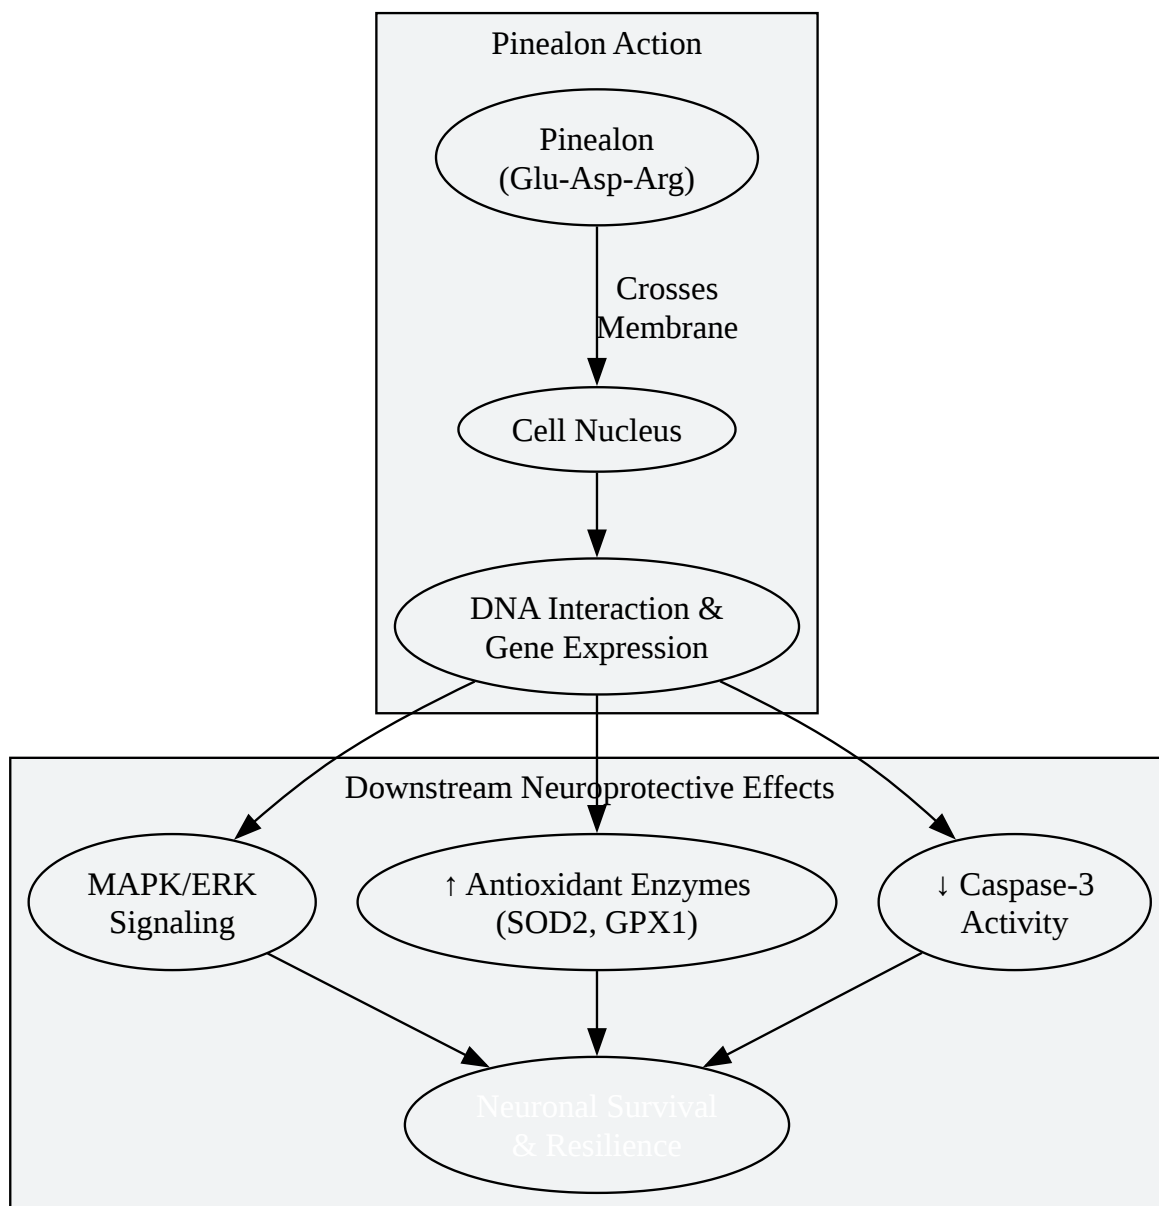 Pinealon Action
Pinealon
(Glu-Asp-Arg)
Crosses
Membrane
Cell Nucleus
DNA Interaction &
Gene Expression
Downstream Neuroprotective Effects
MAPK/ERK
Signaling
↑ Antioxidant Enzymes
(SOD2, GPX1)
↓ Caspase-3
Activity
Neuronal Survival
& Resilience